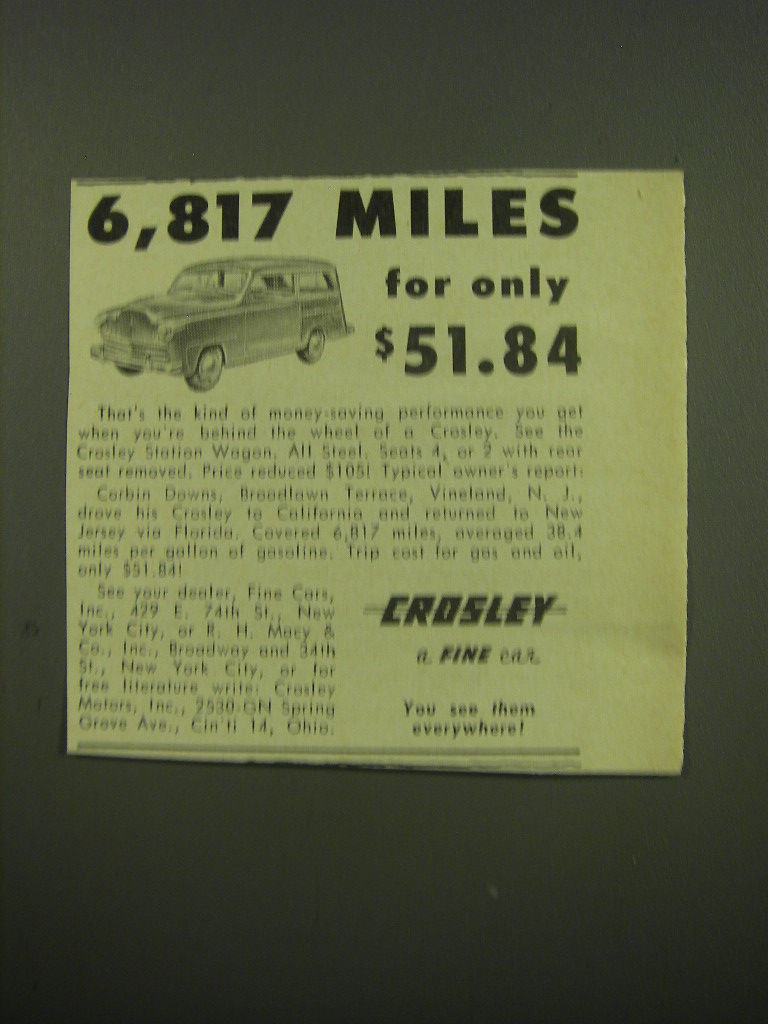 6,817 MILES
for only
$51.84
That's the kind of money-saving performance you get
when you're behind the wheel of a Crosley. See the
Crosley Station Wagon. All Steel. Seats 4, or 2 with rear
seat removed. Price reduced $105! Typical owner's report:
Corbin Downs, Broadlawn Terrace, Vineland, N. J.,
drove his Crosley to California and returned to New
Jersey via Florida. Covered 6,817 miles, averaged 38.4
miles per gallon of gasoline. Trip cost for gas and oil,
only $51.84!
See your dealer, Fine Cars,
Inc., 429 E. 74th St., New
York City, or R. H. Macy &
Co., Inc., Broadway and 34th
St., New York City, or for
free literature write: Crosley
Motors, Inc., 2530-GN Spring
Grove Ave., Cin'ti 14, Ohio.
CROSLEY
a FINE car
You see them
everywhere!